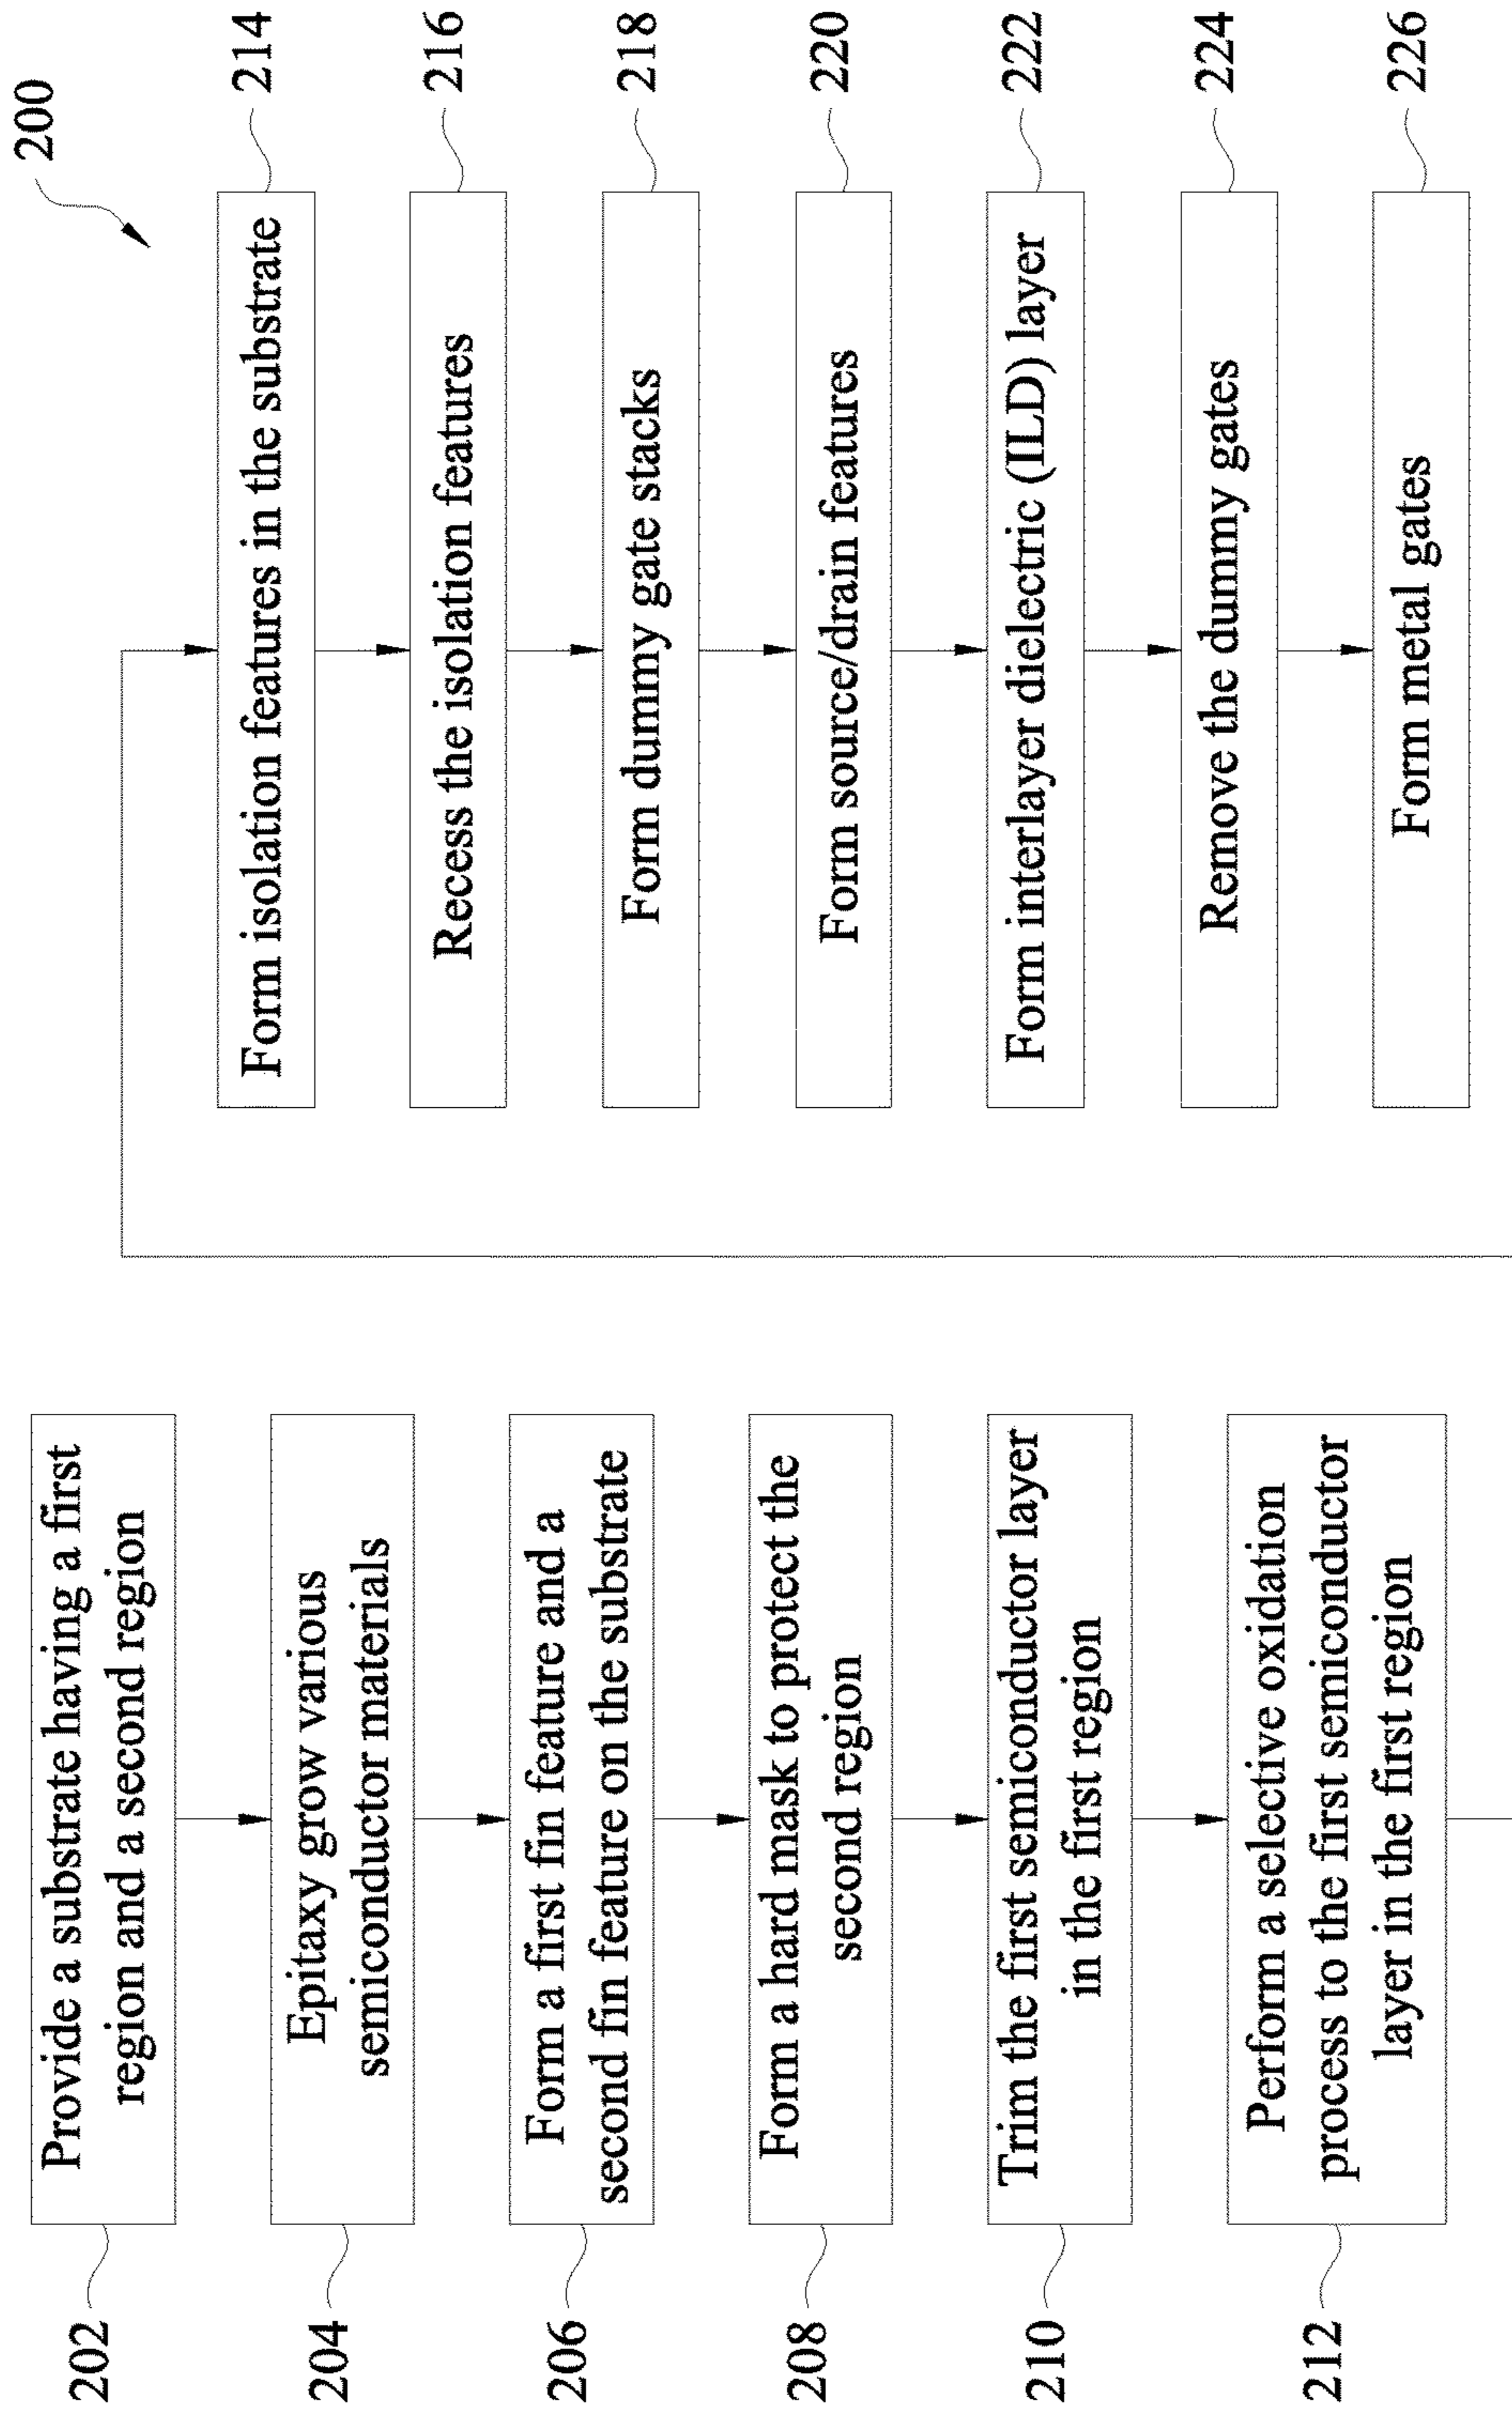 200
202
Provide a substrate having a first
region and a second region
204
Epitaxy grow various
semiconductor materials
206
Form a first fin feature and a
second fin feature on the substrate
208
Form a hard mask to protect the
second region
210
Trim the first semiconductor layer
in the first region
212
Perform a selective oxidation
process to the first semiconductor
layer in the first region
Form isolation features in the substrate
214
Recess the isolation features
216
Form dummy gate stacks
218
Form source/drain features
220
Form interlayer dielectric (ILD) layer
222
Remove the dummy gates
224
Form metal gates
226